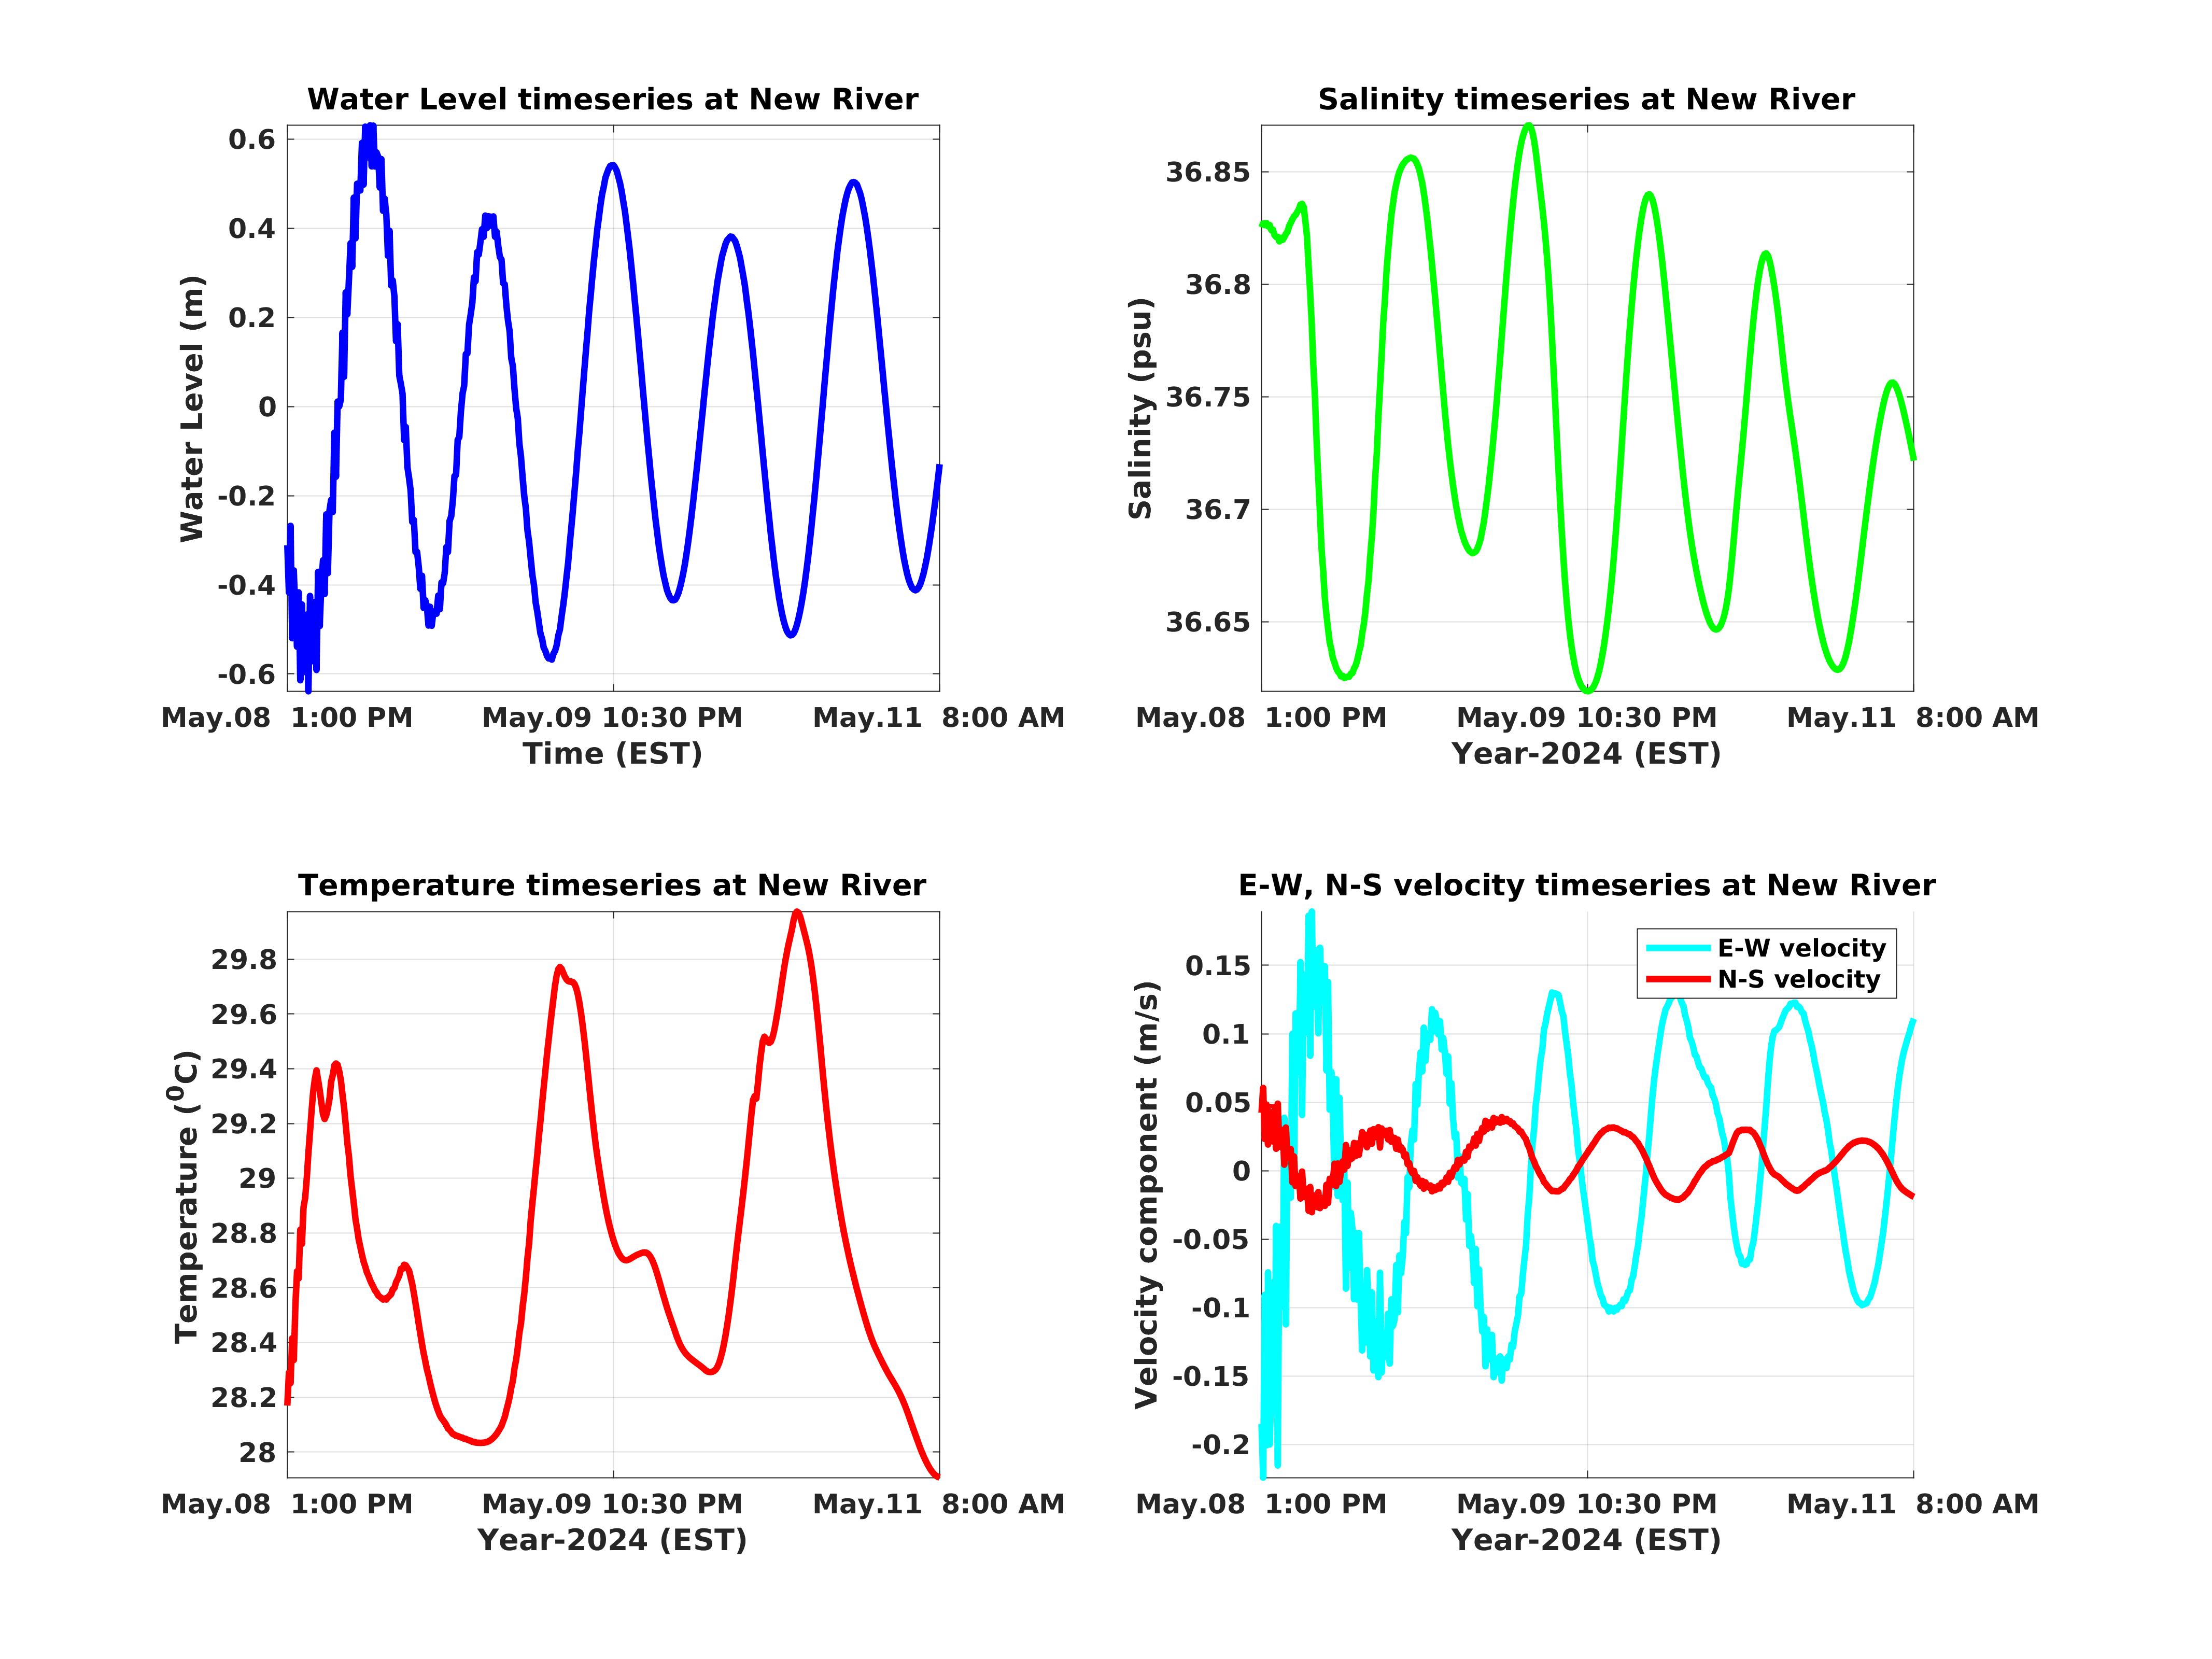 Water Level timeseries at New River
0.6
0.4
0.2
0
-0.2
-0.4
-0.6
Water Level (m)
May.08 1:00 PM
May.09 10:30 PM
May.11 8:00 AM
Time (EST)
Salinity timeseries at New River
36.85
36.8
36.75
36.7
36.65
Salinity (psu)
May.08 1:00 PM
May.09 10:30 PM
May.11 8:00 AM
Year-2024 (EST)
Temperature timeseries at New River
29.8
29.6
29.4
29.2
29
28.8
28.6
28.4
28.2
28
Temperature (⁰C)
May.08 1:00 PM
May.09 10:30 PM
May.11 8:00 AM
Year-2024 (EST)
E-W, N-S velocity timeseries at New River
E-W velocity
N-S velocity
0.15
0.1
0.05
0
-0.05
-0.1
-0.15
-0.2
Velocity component (m/s)
May.08 1:00 PM
May.09 10:30 PM
May.11 8:00 AM
Year-2024 (EST)